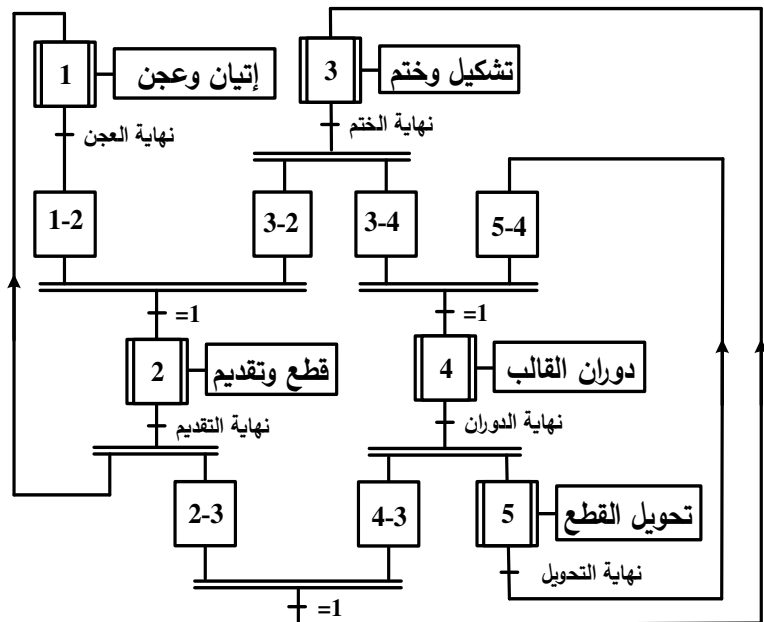 1
إتيان وعجن
3
تشكيل وختم
نهاية العجن
نهاية الختم
1-2
3-2
3-4
5-4
=1
=1
2
قطع وتقديم
4
دوران القالب
نهاية التقديم
نهاية الدوران
2-3
4-3
5
تحويل القطع
نهاية التحويل
=1